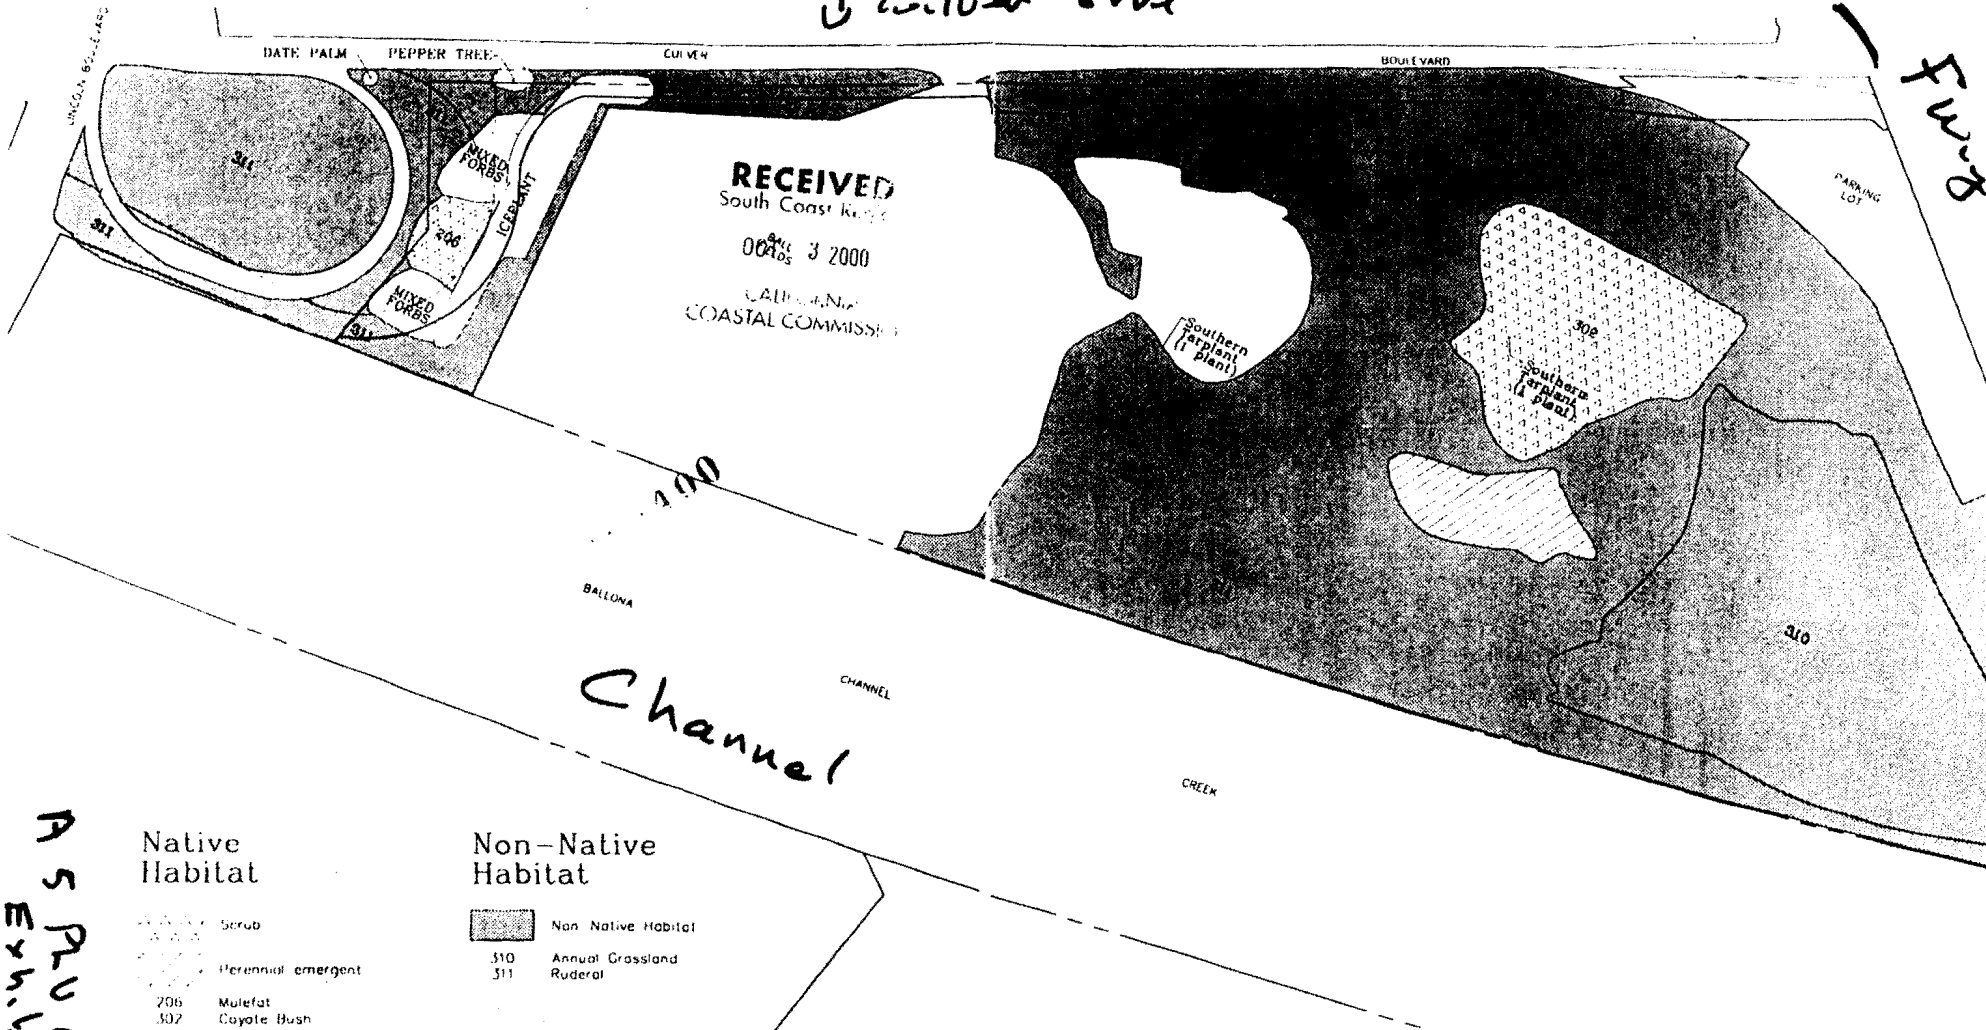 LINCOLN BOULEVARD
DATE PALM
PEPPER TREE
CULVER
BOULEVARD
Fwy
PARKING
LOT
311
MIXED
FORBS
ICEPLANT
206
311
MIXED
FORBS
311
RECEIVED
South Coast
3 2000
COASTAL COMMISSI
Southern
Tarplant
(1 plant)
302
Southern
Tarplant
(1 plant)
310
BALLONA
CHANNEL
CREEK
Channel
Native
Habitat
Scrub
Perennial emergent
206 Mulefat
302 Coyote Bush
Non-Native
Habitat
Non Native Habitat
310 Annual Grassland
311 Ruderal